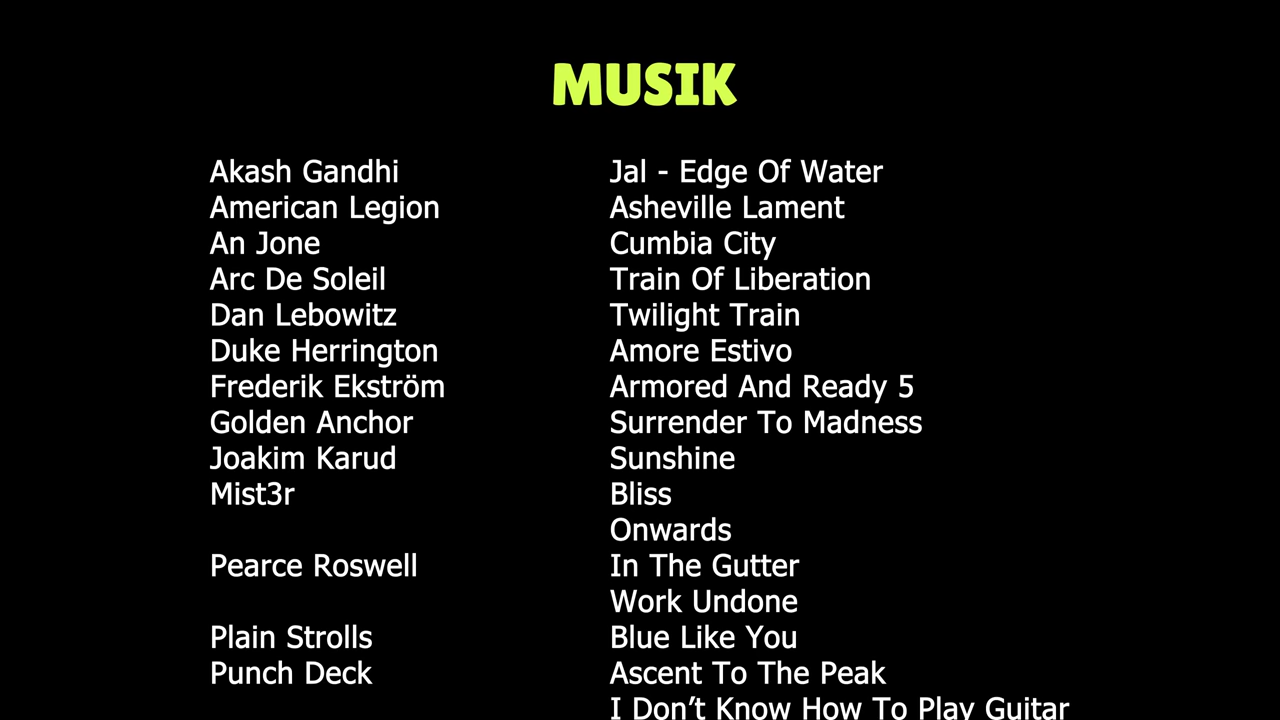 MUSIK
Akash Gandhi Jal - Edge Of Water
American Legion Asheville Lament
An Jone Cumbia City
Arc De Soleil Train Of Liberation
Dan Lebowitz Twilight Train
Duke Herrington Amore Estivo
Frederik Ekström Armored And Ready 5
Golden Anchor Surrender To Madness
Joakim Karud Sunshine
Mist3r Bliss
Onwards
Pearce Roswell In The Gutter
Work Undone
Plain Strolls Blue Like You
Punch Deck Ascent To The Peak
I Don’t Know How To Play Guitar